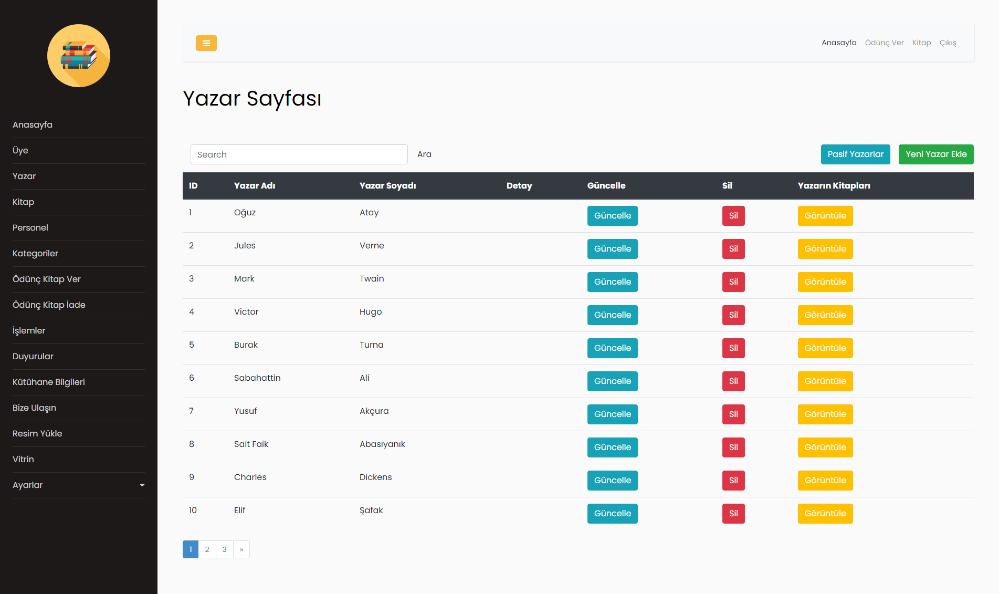 Anasayfa
Üye
Yazar
Kitap
Personel
Kategoriler
Ödünç Kitap Ver
Ödünç Kitap İade
İşlemler
Duyurular
Kütühane Bilgileri
Bize Ulaşın
Resim Yükle
Vitrin
Ayarlar
Anasayfa Ödünç Ver Kitap Çıkış
Yazar Sayfası
Search Ara Pasif Yazarlar Yeni Yazar Ekle
ID Yazar Adı Yazar Soyadı Detay Güncelle Sil Yazarın Kitapları
1 Oğuz Atay Güncelle Sil Görüntüle
2 Jules Verne Güncelle Sil Görüntüle
3 Mark Twain Güncelle Sil Görüntüle
4 Victor Hugo Güncelle Sil Görüntüle
5 Burak Turna Güncelle Sil Görüntüle
6 Sabahattin Ali Güncelle Sil Görüntüle
7 Yusuf Akçura Güncelle Sil Görüntüle
8 Sait Faik Abasıyanık Güncelle Sil Görüntüle
9 Charles Dickens Güncelle Sil Görüntüle
10 Elif Şafak Güncelle Sil Görüntüle
1 2 3 »